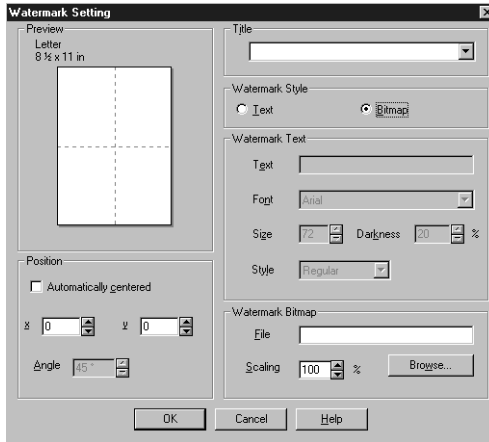 Watermark Setting
Preview
Letter
8 ½ x 11 in
Position
Automatically centered
x 0 y 0
Angle 45 °
Title
Watermark Style
Text Bitmap
Watermark Text
Text
Font Arial
Size 72 Darkness 20 %
Style Regular
Watermark Bitmap
File
Scaling 100 % Browse...
OK Cancel Help